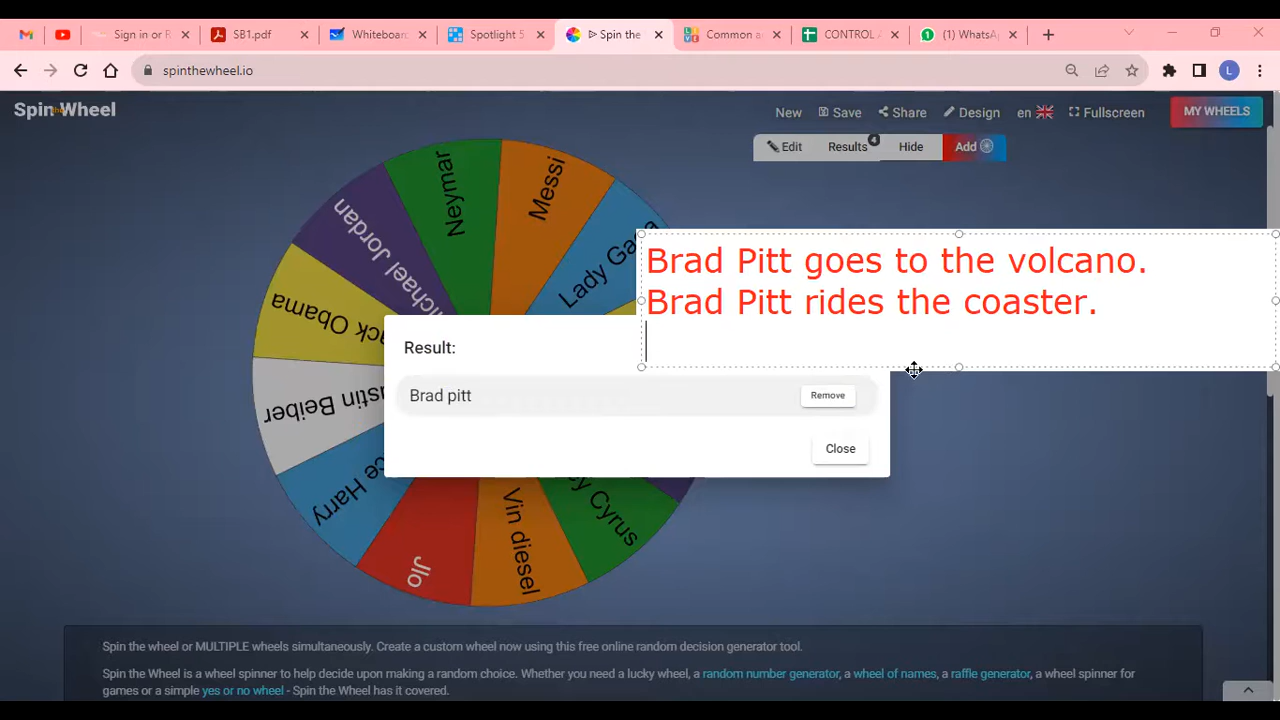 Sign in or R
SB1.pdf
Whiteboar
Spotlight 5
Spin the
Common a
CONTROL A
(1) WhatsA
spinthewheel.io
Spin the Wheel
New
Save
Share
Design
en
Fullscreen
MY WHEELS
Edit
Results
4
Hide
Add
Neymar
Messi
Lady Ga
ichael Jordan
ck Obama
ustin Beiber
ce Harry
Jlo
Vin diesel
ey Cyrus
Brad Pitt goes to the volcano.
Brad Pitt rides the coaster.
Result:
Brad pitt
Remove
Close
Spin the wheel or MULTIPLE wheels simultaneously. Create a custom wheel now using this free online random decision generator tool.
Spin the Wheel is a wheel spinner to help decide upon making a random choice. Whether you need a lucky wheel, a random number generator, a wheel of names, a raffle generator, a wheel spinner for
games or a simple yes or no wheel - Spin the Wheel has it covered.